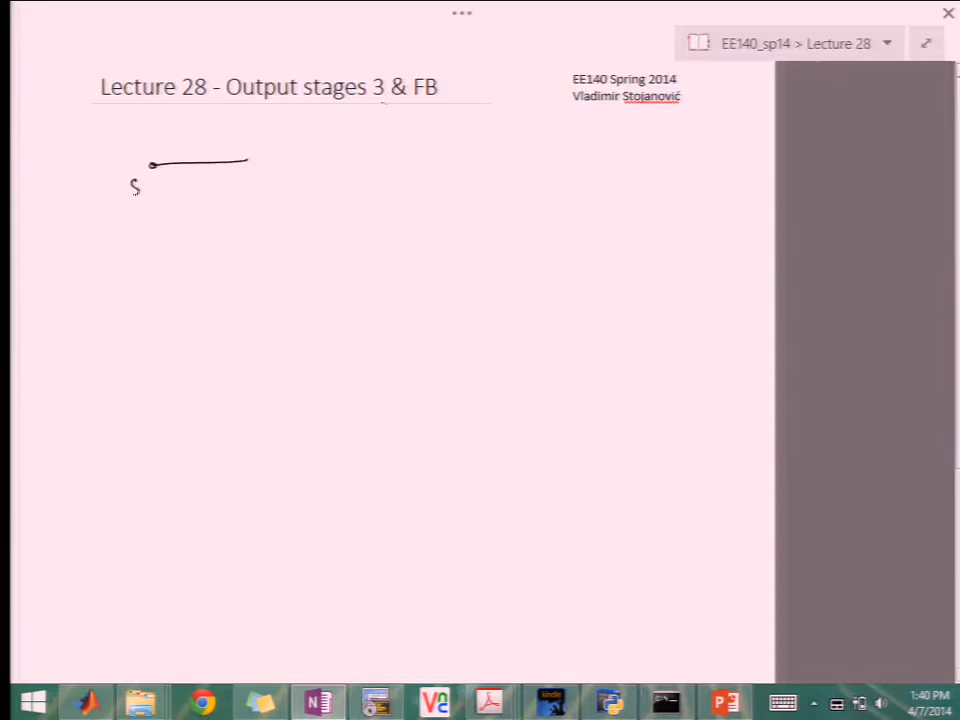 EE140_sp14 > Lecture 28
Lecture 28 - Output stages 3 & FB
EE140 Spring 2014
Vladimir Stojanović
S
1:40 PM
4/7/2014